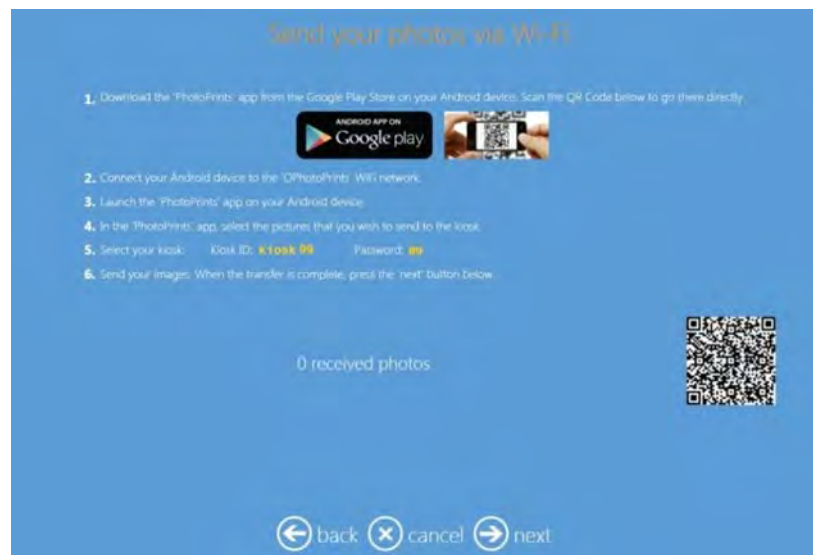 Send your photos via Wi-Fi
1. Download the 'PhotoPrints' app from the Google Play Store on your Android device. Scan the QR Code below to go there directly.
ANDROID APP ON
Google play
2. Connect your Android device to the 'OPhotoPrints' WiFi network.
3. Launch the 'PhotoPrints' app on your Android device.
4. In the 'PhotoPrints' app, select the pictures that you wish to send to the kiosk.
5. Select your kiosk: Kiosk ID: kiosk 99 Password:
6. Send your images. When the transfer is complete, press the 'next' button below.
0 received photos
back cancel next